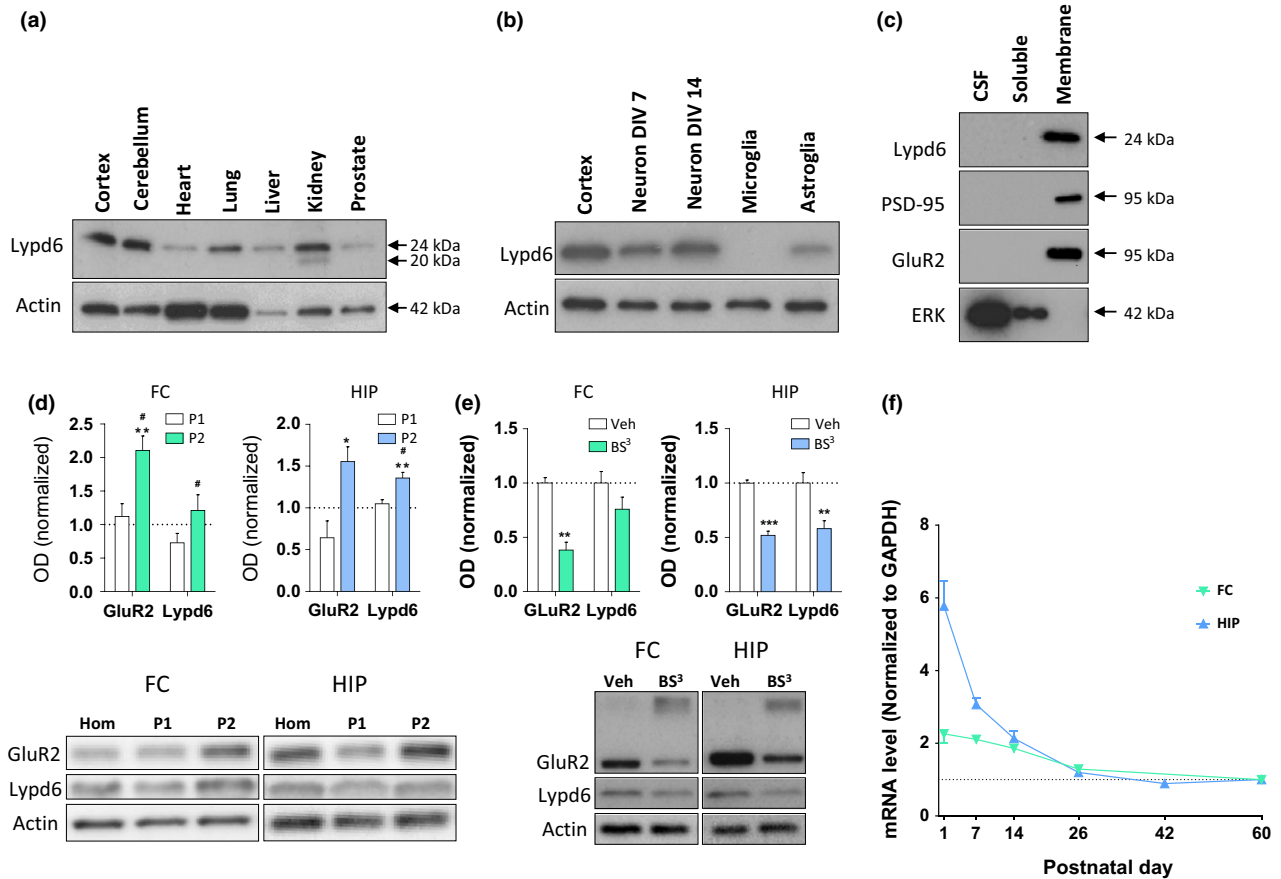 (a)
Cortex
Cerebellum
Heart
Lung
Liver
Kidney
Prostate
Lypd6
24 kDa
20 kDa
Actin
42 kDa
(b)
Cortex
Neuron DIV 7
Neuron DIV 14
Microglia
Astroglia
Lypd6
Actin
(c)
CSF
Soluble
Membrane
Lypd6
24 kDa
PSD-95
95 kDa
GluR2
95 kDa
ERK
42 kDa
(d)
FC
OD (normalized)
2.5
2.0
1.5
1.0
0.5
0.0
P1
P2
#
**
#
GluR2 Lypd6
HIP
OD (normalized)
2.0
1.5
1.0
0.5
0.0
P1
P2
*
#
**
GluR2 Lypd6
FC HIP
Hom P1 P2 Hom P1 P2
GluR2
Lypd6
Actin
(e)
FC
OD (normalized)
1.5
1.0
0.5
0.0
Veh
BS³
**
GLuR2 Lypd6
HIP
OD (normalized)
1.5
1.0
0.5
0.0
Veh
BS³
***
**
GLuR2 Lypd6
FC HIP
Veh BS³ Veh BS³
GluR2
Lypd6
Actin
(f)
mRNA level (Normalized to GAPDH)
8
6
4
2
0
FC
HIP
1 7 14 26 42 60
Postnatal day